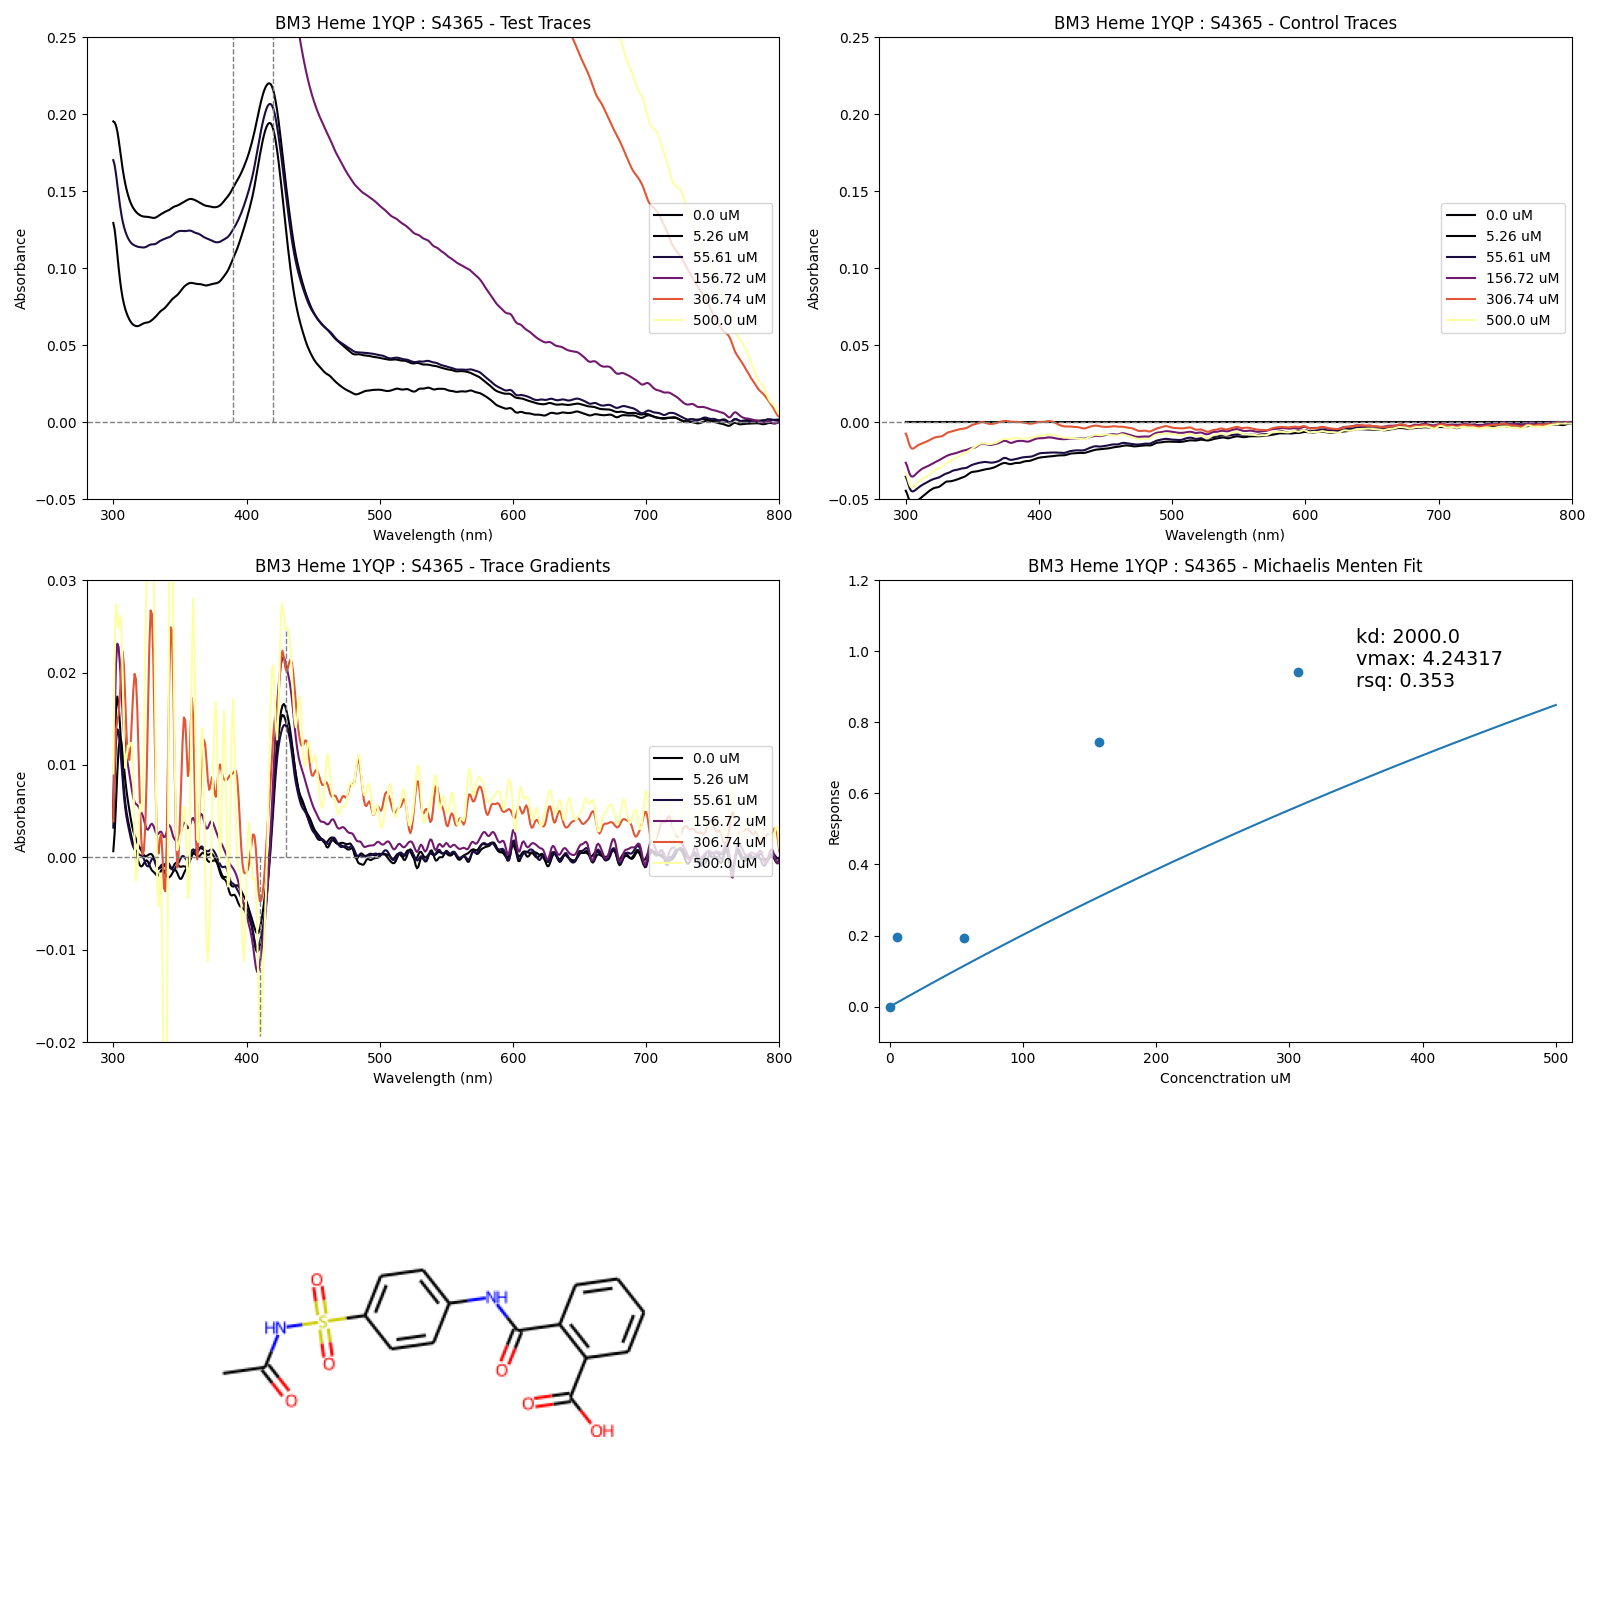 BM3 Heme 1YQP : S4365 - Test Traces
Absorbance
0.25
0.20
0.15
0.10
0.05
0.00
−0.05
300 400 500 600 700 800
Wavelength (nm)
0.0 uM
5.26 uM
55.61 uM
156.72 uM
306.74 uM
500.0 uM
BM3 Heme 1YQP : S4365 - Control Traces
Absorbance
0.25
0.20
0.15
0.10
0.05
0.00
−0.05
300 400 500 600 700 800
Wavelength (nm)
0.0 uM
5.26 uM
55.61 uM
156.72 uM
306.74 uM
500.0 uM
BM3 Heme 1YQP : S4365 - Trace Gradients
Absorbance
0.03
0.02
0.01
0.00
−0.01
−0.02
300 400 500 600 700 800
Wavelength (nm)
0.0 uM
5.26 uM
55.61 uM
156.72 uM
306.74 uM
500.0 uM
BM3 Heme 1YQP : S4365 - Michaelis Menten Fit
Response
1.2
1.0
0.8
0.6
0.4
0.2
0.0
0 100 200 300 400 500
Concenctration uM
kd: 2000.0
vmax: 4.24317
rsq: 0.353
O
HN
S
O
O
NH
O
O
OH